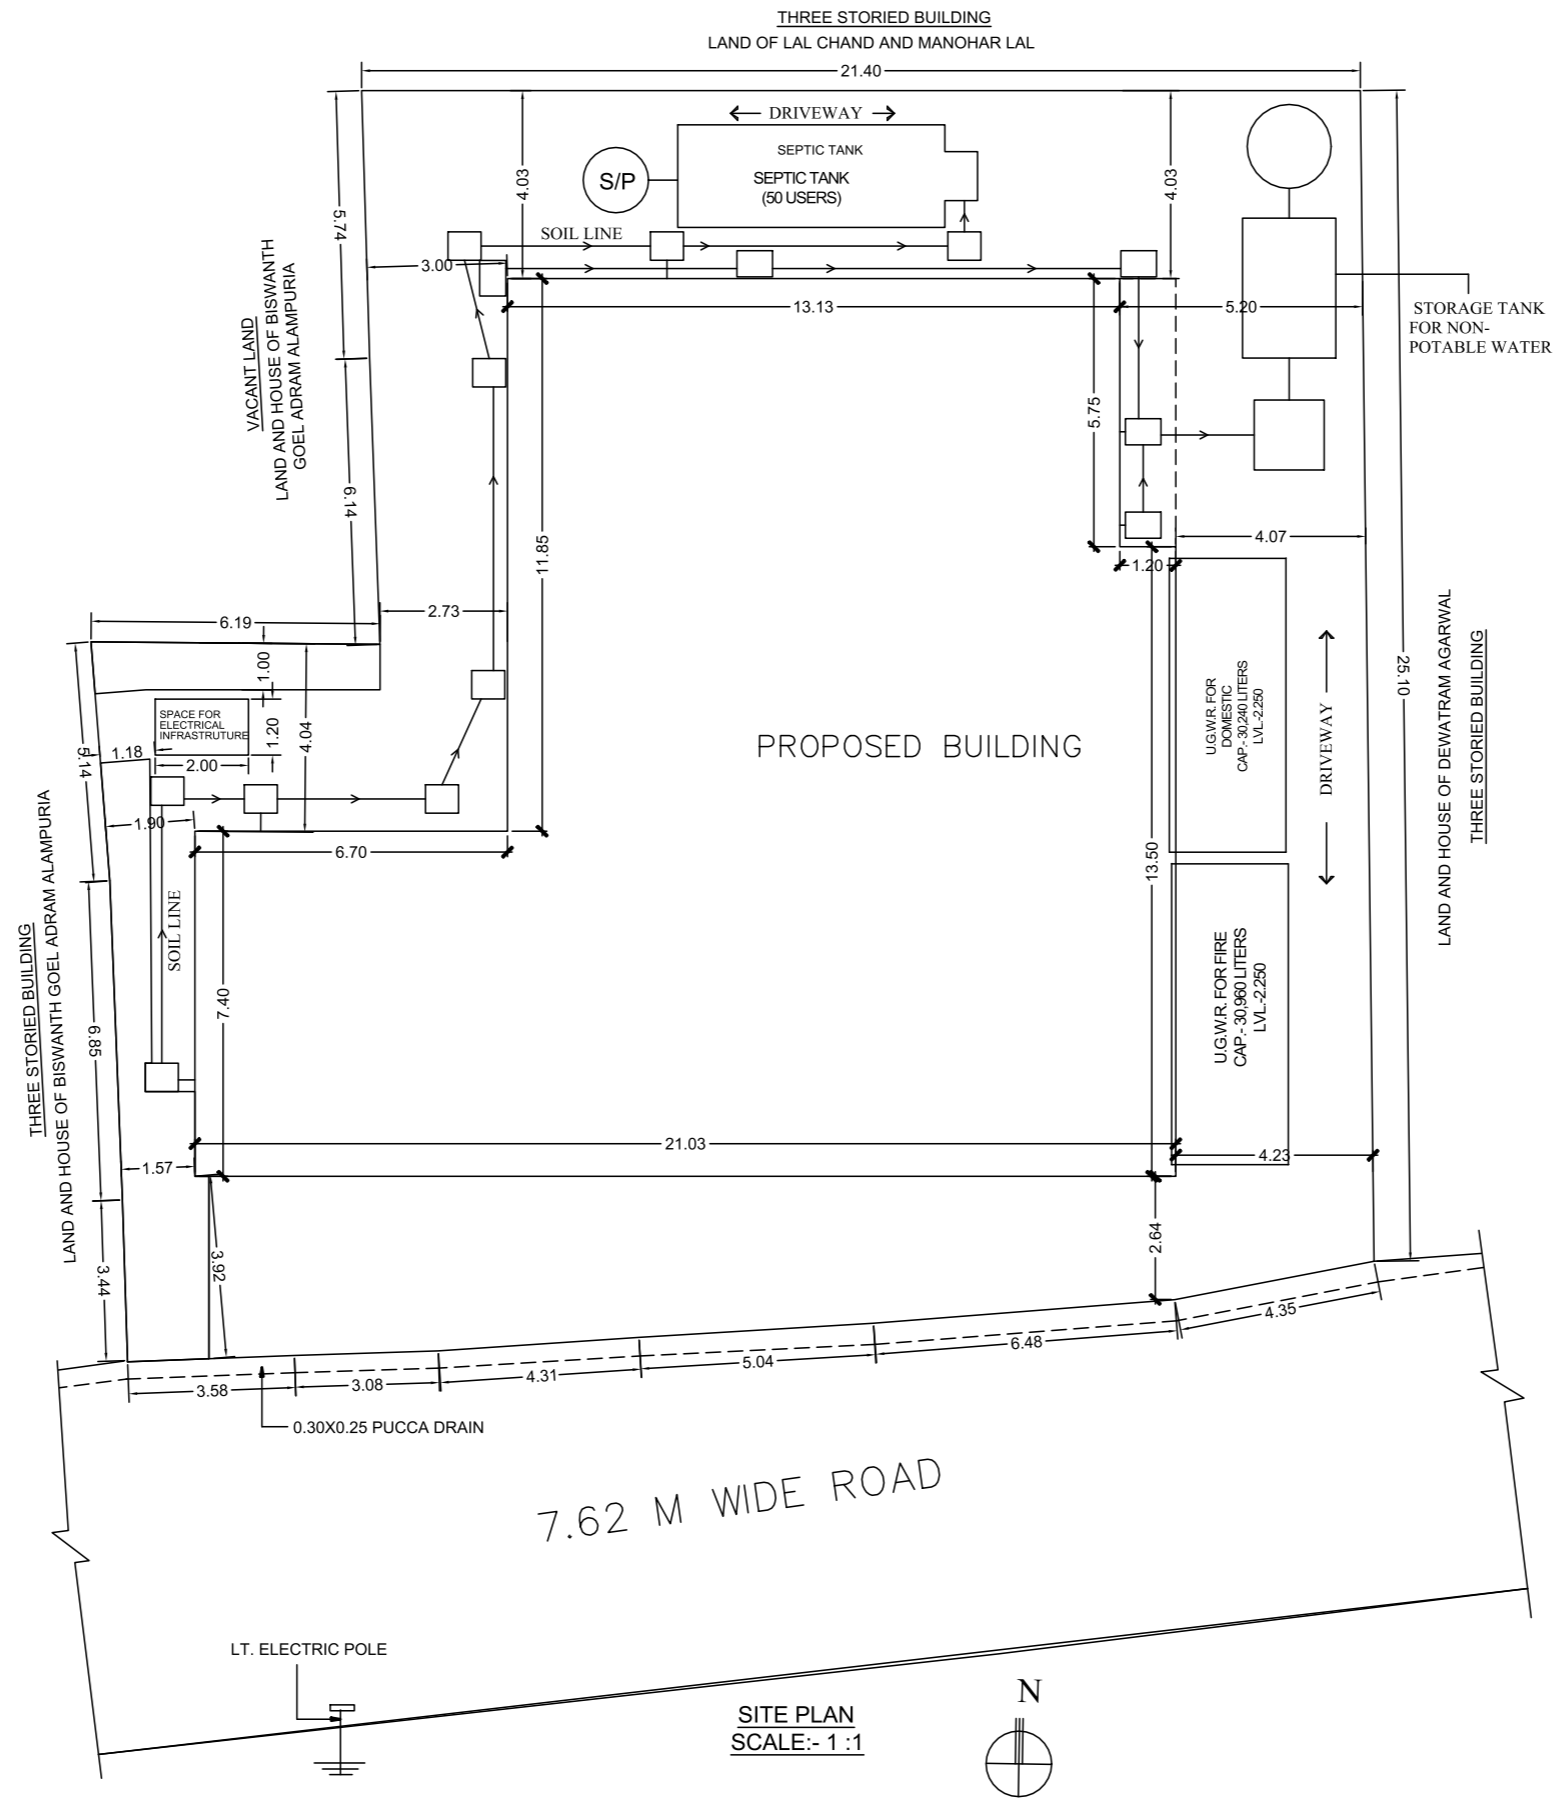 THREE STORIED BUILDING
LAND OF LAL CHAND AND MANOHAR LAL
21.40
DRIVEWAY
SEPTIC TANK
SEPTIC TANK
(50 USERS)
S/P
4.03
4.03
5.74
SOIL LINE
3.00
13.13
5.20
STORAGE TANK
FOR NON-
POTABLE WATER
VACANT LAND
LAND AND HOUSE OF BISWANTH
GOEL ADRAM ALAMPURIA
5.75
6.14
11.85
4.07
1.20
2.73
6.19
1.00
25.10
LAND AND HOUSE OF DEWATRAM AGARWAL
THREE STORIED BUILDING
U.G.W.R. FOR
DOMESTIC
CAP.- 30,240 LITERS
LVL.-2.250
DRIVEWAY
SPACE FOR
ELECTRICAL
INFRASTRUTURE
1.20
4.04
5.14
1.18
2.00
PROPOSED BUILDING
1.90
6.70
13.50
SOIL LINE
THREE STORIED BUILDING
LAND AND HOUSE OF BISWANTH GOEL ADRAM ALAMPURIA
U.G.W.R. FOR FIRE
CAP.- 30,960 LITERS
LVL.-2.250
7.40
6.85
21.03
4.23
1.57
2.64
3.92
3.44
4.35
6.48
5.04
4.31
3.08
3.58
0.30X0.25 PUCCA DRAIN
7.62 M WIDE ROAD
LT. ELECTRIC POLE
SITE PLAN
SCALE:- 1 :1
N